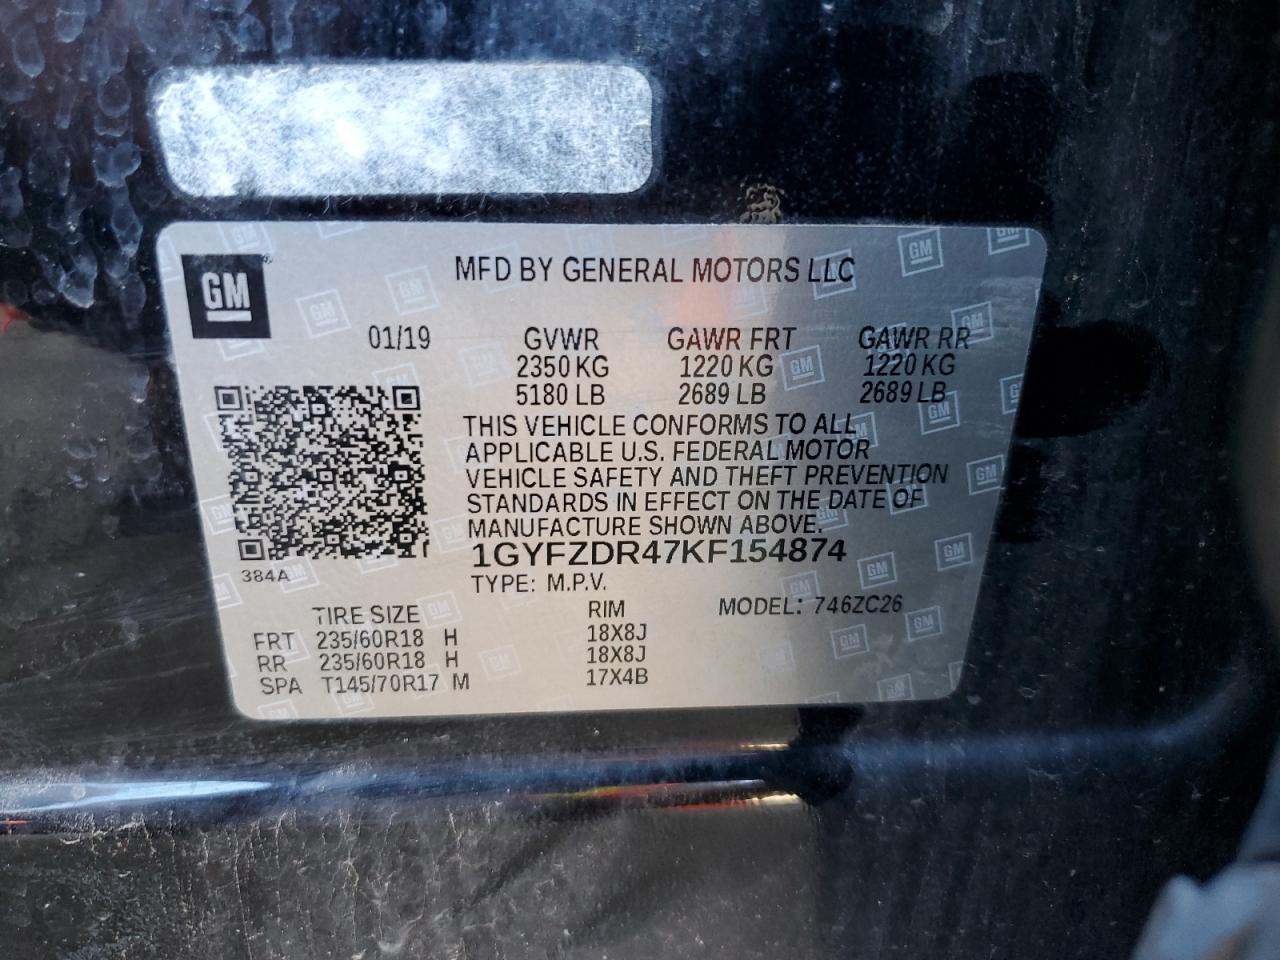 GM
MFD BY GENERAL MOTORS LLC
01/19 GVWR GAWR FRT GAWR RR
2350 KG 1220 KG 1220 KG
5180 LB 2689 LB 2689 LB
THIS VEHICLE CONFORMS TO ALL
APPLICABLE U.S. FEDERAL MOTOR
VEHICLE SAFETY AND THEFT PREVENTION
STANDARDS IN EFFECT ON THE DATE OF
MANUFACTURE SHOWN ABOVE.
1GYFZDR47KF154874
384A
TYPE: M.P.V.
TIRE SIZE RIM MODEL: 746ZC26
FRT 235/60R18 H 18X8J
RR 235/60R18 H 18X8J
SPA T145/70R17 M 17X4B